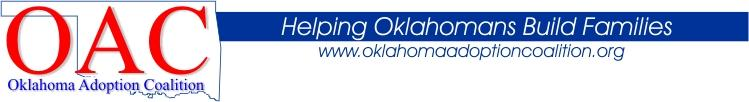 OAC
Oklahoma Adoption Coalition
Helping Oklahomans Build Families
www.oklahomaadoptioncoalition.org